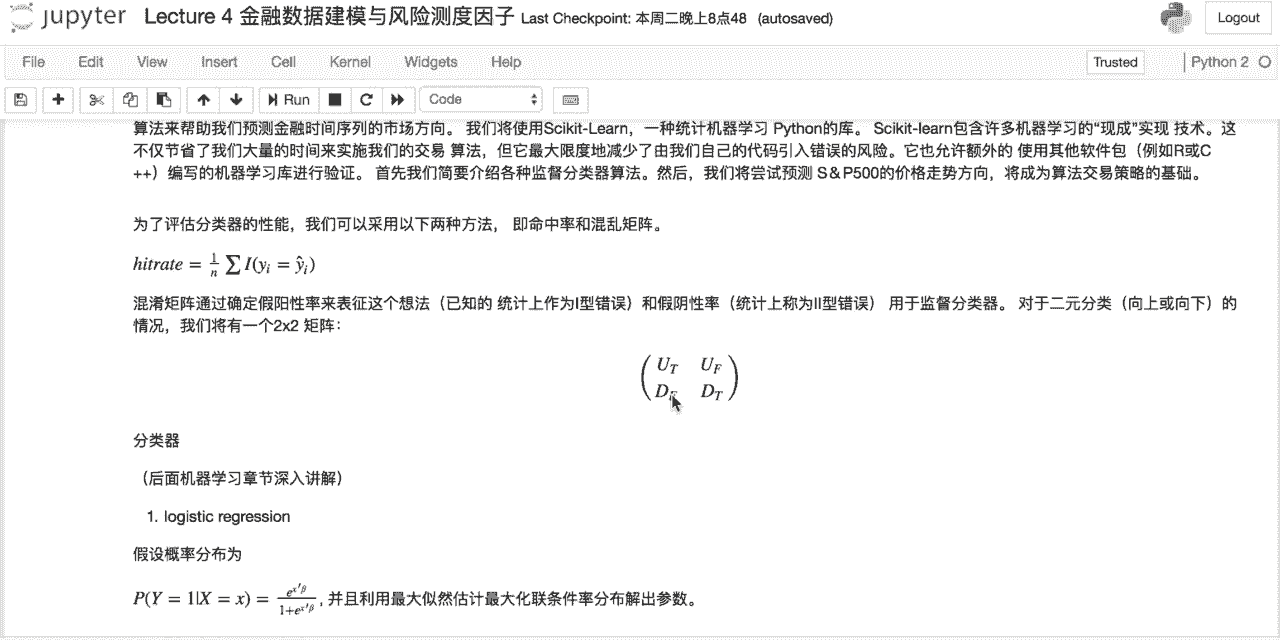 jupyter Lecture 4 金融数据建模与风险测度因子 Last Checkpoint: 本周二晚上8点48 (autosaved) Logout
File Edit View Insert Cell Kernel Widgets Help Trusted Python 2
Run Code
算法来帮助我们预测金融时间序列的市场方向。 我们将使用Scikit-Learn，一种统计机器学习 Python的库。 Scikit-learn包含许多机器学习的“现成”实现 技术。这
不仅节省了我们大量的时间来实施我们的交易 算法，但它最大限度地减少了由我们自己的代码引入错误的风险。它也允许额外的 使用其他软件包（例如R或C
++）编写的机器学习库进行验证。 首先我们简要介绍各种监督分类器算法。然后，我们将尝试预测 S＆P500的价格走势方向，将成为算法交易策略的基础。
为了评估分类器的性能，我们可以采用以下两种方法， 即命中率和混乱矩阵。
hitrate = 1/n ∑ I(y_i = ŷ_i)
混淆矩阵通过确定假阳性率来表征这个想法（已知的 统计上作为I型错误）和假阴性率（统计上称为II型错误） 用于监督分类器。 对于二元分类（向上或向下）的
情况，我们将有一个2x2 矩阵：
U_T U_F
D_F D_T
分类器
（后面机器学习章节深入讲解）
1. logistic regression
假设概率分布为
P(Y = 1|X = x) = e^{x'β} / 1+e^{x'β} , 并且利用最大似然估计最大化联条件率分布解出参数。